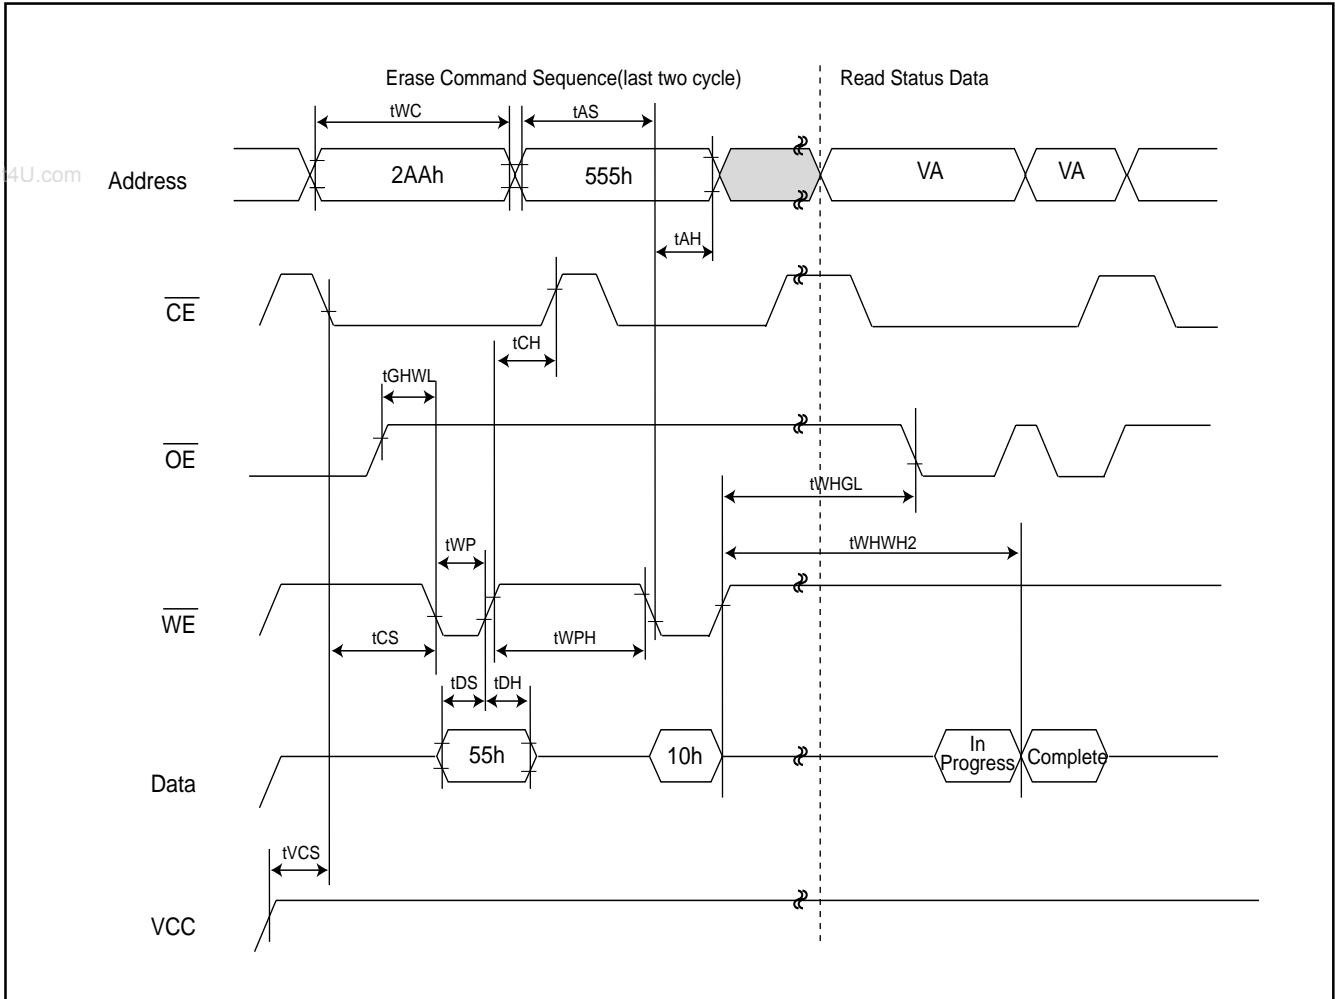 Erase Command Sequence(last two cycle)
Read Status Data
tWC
tAS
4U.com
Address
2AAh
555h
VA
VA
tAH
CE
tCH
tGHWL
OE
tWHGL
tWP
tWHWH2
WE
tCS
tWPH
tDS
tDH
Data
55h
10h
In
Progress
Complete
tVCS
VCC